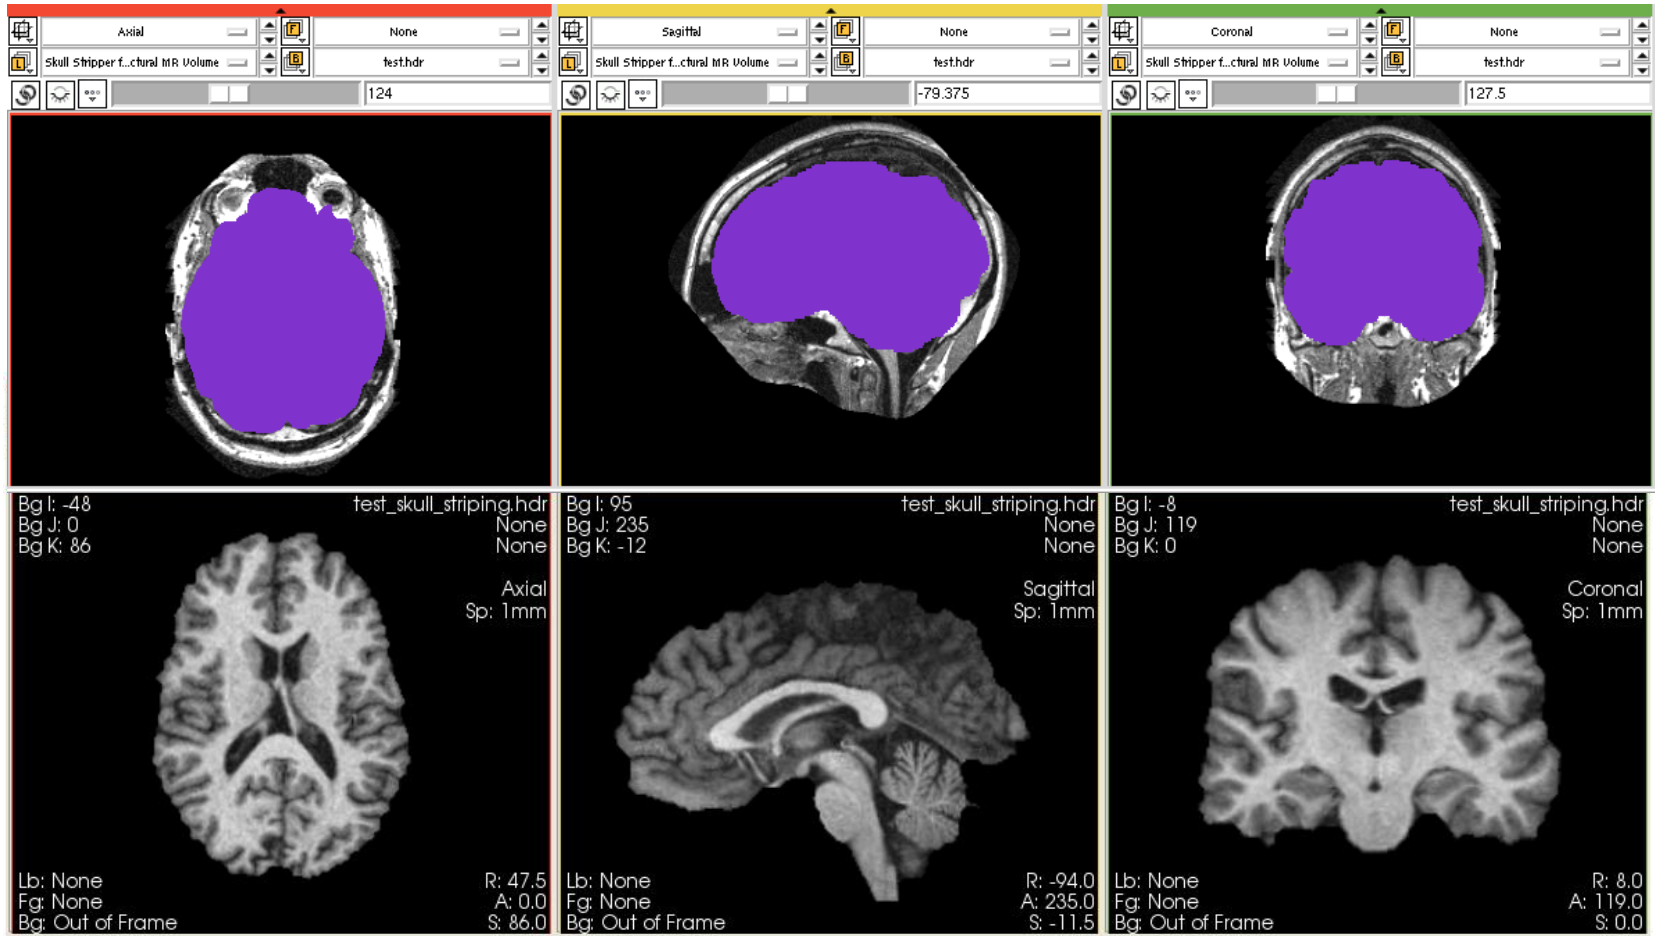 Axial
F
None
L
Skull Stripper f...ctural MR Volume
B
test.hdr
124
Sagittal
F
None
L
Skull Stripper f...ctural MR Volume
B
test.hdr
-79.375
Coronal
F
None
L
Skull Stripper f...ctural MR Volume
B
test.hdr
127.5
Bg I: -48
test_skull_striping.hdr
Bg J: 0
None
Bg K: 86
None
Axial
Sp: 1mm
Lb: None
R: 47.5
Fg: None
A: 0.0
Bg: Out of Frame
S: 86.0
Bg I: 95
test_skull_striping.hdr
Bg J: 235
None
Bg K: -12
None
Sagittal
Sp: 1mm
Lb: None
R: -94.0
Fg: None
A: 235.0
Bg: Out of Frame
S: -11.5
Bg I: -8
test_skull_striping.hdr
Bg J: 119
None
Bg K: 0
None
Coronal
Sp: 1mm
Lb: None
R: 8.0
Fg: None
A: 119.0
Bg: Out of Frame
S: 0.0